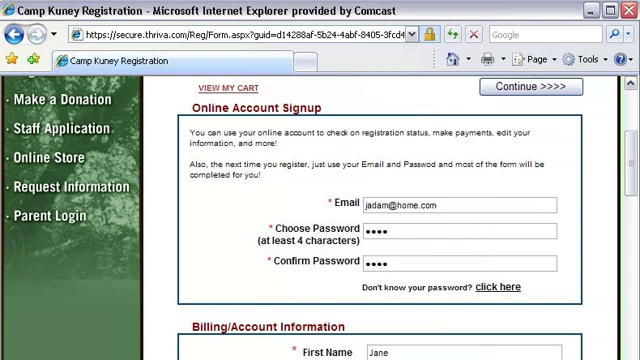 Camp Kuney Registration - Microsoft Internet Explorer provided by Comcast
https://secure.thriva.com/Reg/Form.aspx?guid=d14288af-5b24-4abf-8405-3fcd4
Google
Camp Kuney Registration
Page
Tools
Make a Donation
Staff Application
Online Store
Request Information
Parent Login
VIEW MY CART
Continue >>>>
Online Account Signup
You can use your online account to check on registration status, make payments, edit your
information, and more!
Also, the next time you register, just use your Email and Password and most of the form will be
completed for you!
* Email
jadam@home.com
* Choose Password
(at least 4 characters)
••••
* Confirm Password
••••
Don't know your password? click here
Billing/Account Information
* First Name
Jane